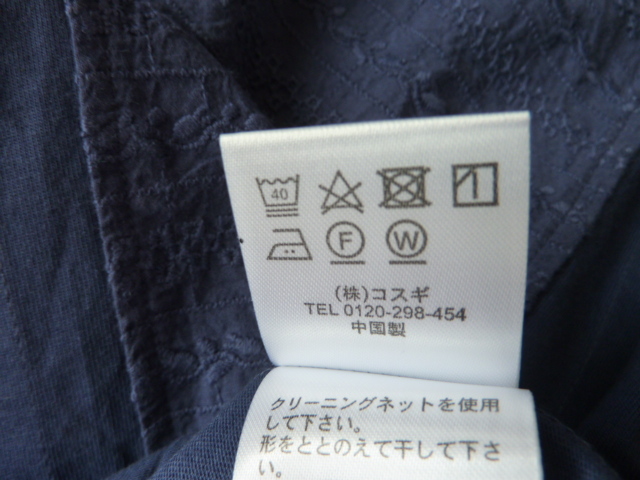 40
F W
(株)コスギ
TEL 0120-298-454
中国製
クリーニングネットを使用
して下さい。
形をととのえて干して下さ
い。